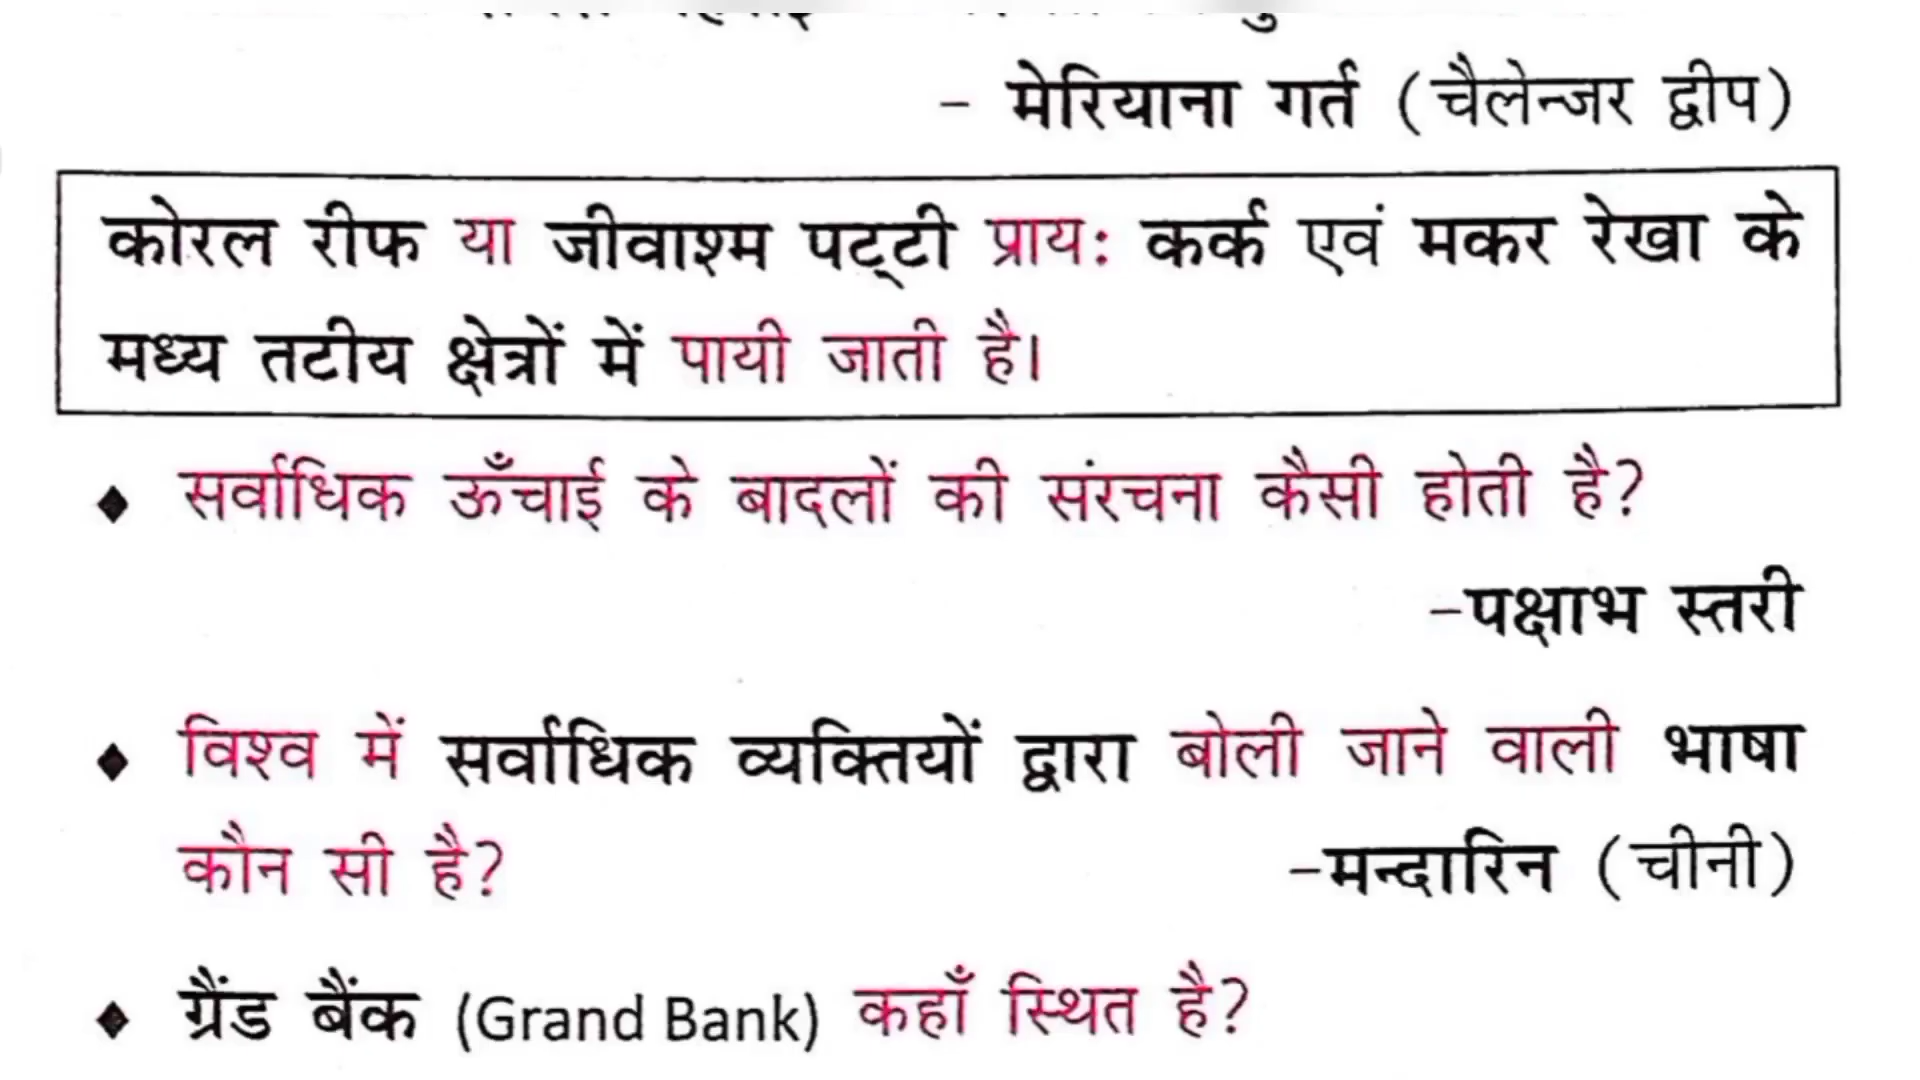 - मेरियाना गर्त (चैलेन्जर द्वीप)
कोरल रीफ या जीवाश्म पट्टी प्रायः कर्क एवं मकर रेखा के
मध्य तटीय क्षेत्रों में पायी जाती है।
♦ सर्वाधिक ऊँचाई के बादलों की संरचना कैसी होती है?
-पक्षाभ स्तरी
♦ विश्व में सर्वाधिक व्यक्तियों द्वारा बोली जाने वाली भाषा
कौन सी है? -मन्दारिन (चीनी)
♦ ग्रैंड बैंक (Grand Bank) कहाँ स्थित है?